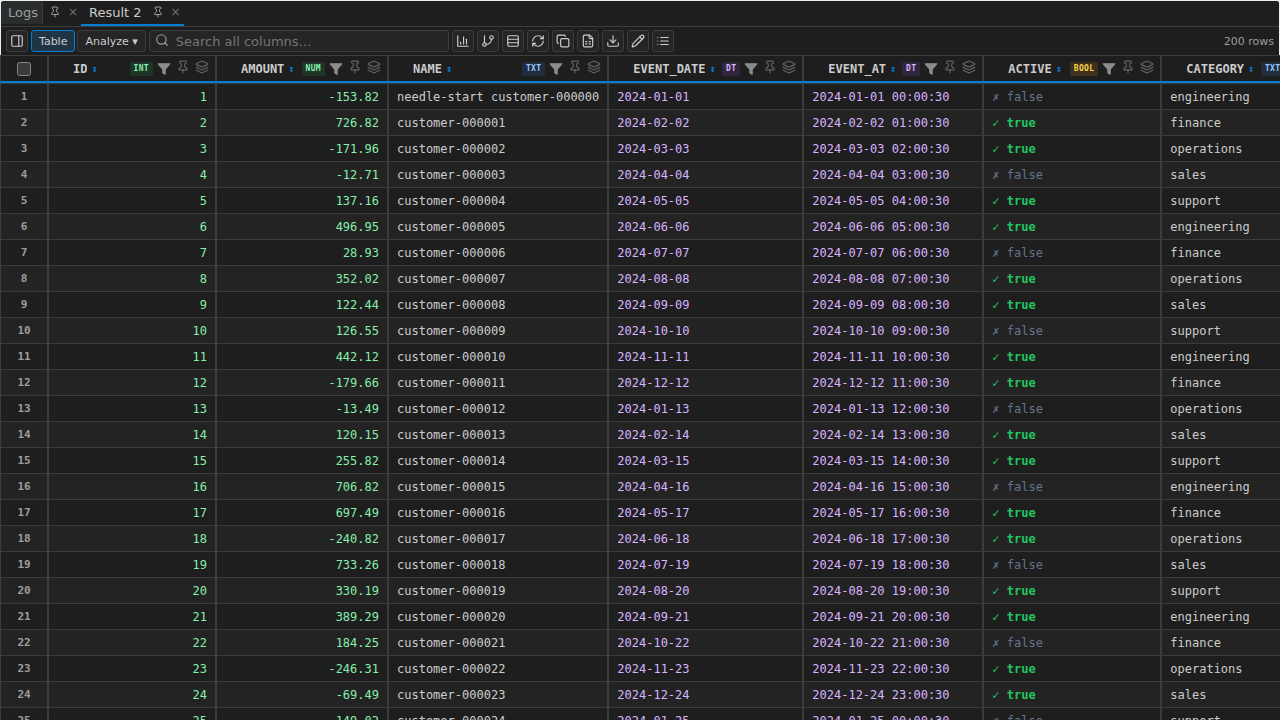 Logs × Result 2 ×
Table Analyze ▾ Search all columns... 200 rows
ID INT AMOUNT NUM NAME TXT EVENT_DATE DT EVENT_AT DT ACTIVE BOOL CATEGORY TXT
1 1 -153.82 needle-start customer-000000 2024-01-01 2024-01-01 00:00:30 ✗ false engineering
2 2 726.82 customer-000001 2024-02-02 2024-02-02 01:00:30 ✓ true finance
3 3 -171.96 customer-000002 2024-03-03 2024-03-03 02:00:30 ✓ true operations
4 4 -12.71 customer-000003 2024-04-04 2024-04-04 03:00:30 ✗ false sales
5 5 137.16 customer-000004 2024-05-05 2024-05-05 04:00:30 ✓ true support
6 6 496.95 customer-000005 2024-06-06 2024-06-06 05:00:30 ✓ true engineering
7 7 28.93 customer-000006 2024-07-07 2024-07-07 06:00:30 ✗ false finance
8 8 352.02 customer-000007 2024-08-08 2024-08-08 07:00:30 ✓ true operations
9 9 122.44 customer-000008 2024-09-09 2024-09-09 08:00:30 ✓ true sales
10 10 126.55 customer-000009 2024-10-10 2024-10-10 09:00:30 ✗ false support
11 11 442.12 customer-000010 2024-11-11 2024-11-11 10:00:30 ✓ true engineering
12 12 -179.66 customer-000011 2024-12-12 2024-12-12 11:00:30 ✓ true finance
13 13 -13.49 customer-000012 2024-01-13 2024-01-13 12:00:30 ✗ false operations
14 14 120.15 customer-000013 2024-02-14 2024-02-14 13:00:30 ✓ true sales
15 15 255.82 customer-000014 2024-03-15 2024-03-15 14:00:30 ✓ true support
16 16 706.82 customer-000015 2024-04-16 2024-04-16 15:00:30 ✗ false engineering
17 17 697.49 customer-000016 2024-05-17 2024-05-17 16:00:30 ✓ true finance
18 18 -240.82 customer-000017 2024-06-18 2024-06-18 17:00:30 ✓ true operations
19 19 733.26 customer-000018 2024-07-19 2024-07-19 18:00:30 ✗ false sales
20 20 330.19 customer-000019 2024-08-20 2024-08-20 19:00:30 ✓ true support
21 21 389.29 customer-000020 2024-09-21 2024-09-21 20:00:30 ✓ true engineering
22 22 184.25 customer-000021 2024-10-22 2024-10-22 21:00:30 ✗ false finance
23 23 -246.31 customer-000022 2024-11-23 2024-11-23 22:00:30 ✓ true operations
24 24 -69.49 customer-000023 2024-12-24 2024-12-24 23:00:30 ✓ true sales